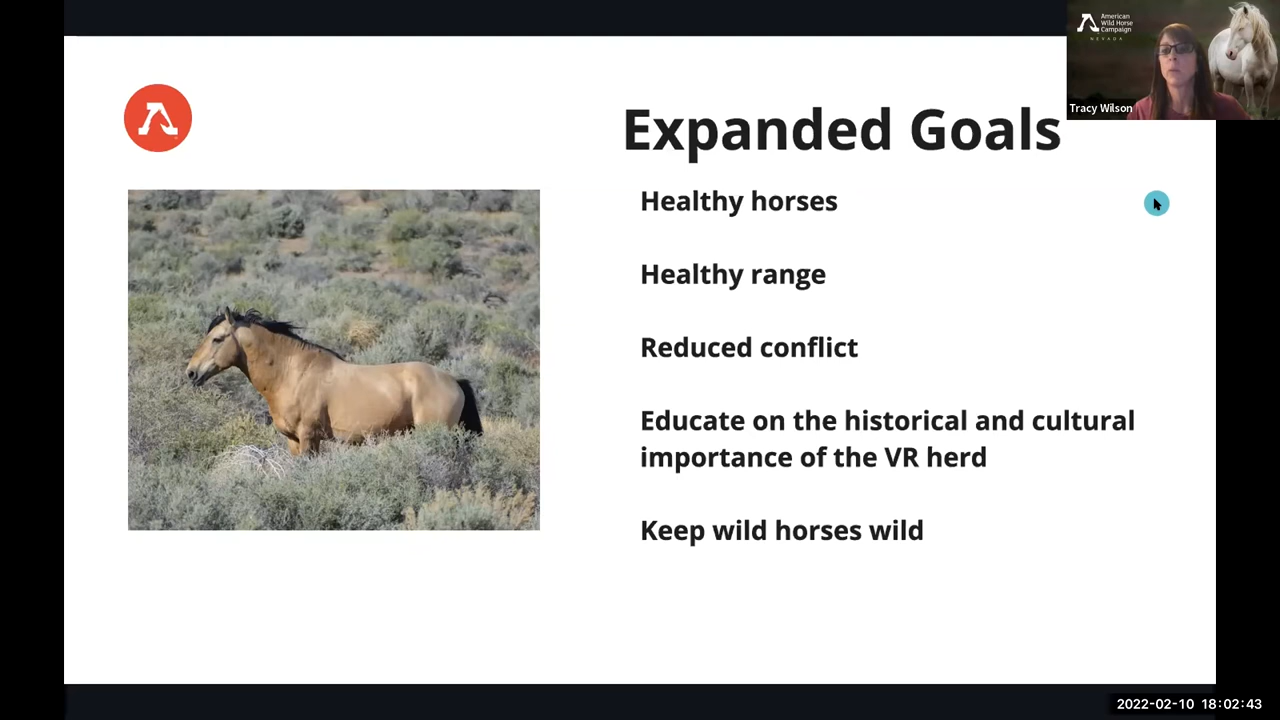 American
Wild Horse
Campaign
NEVADA
Tracy Wilson
Expanded Goals
Healthy horses
Healthy range
Reduced conflict
Educate on the historical and cultural
importance of the VR herd
Keep wild horses wild
2022-02-10 18:02:43